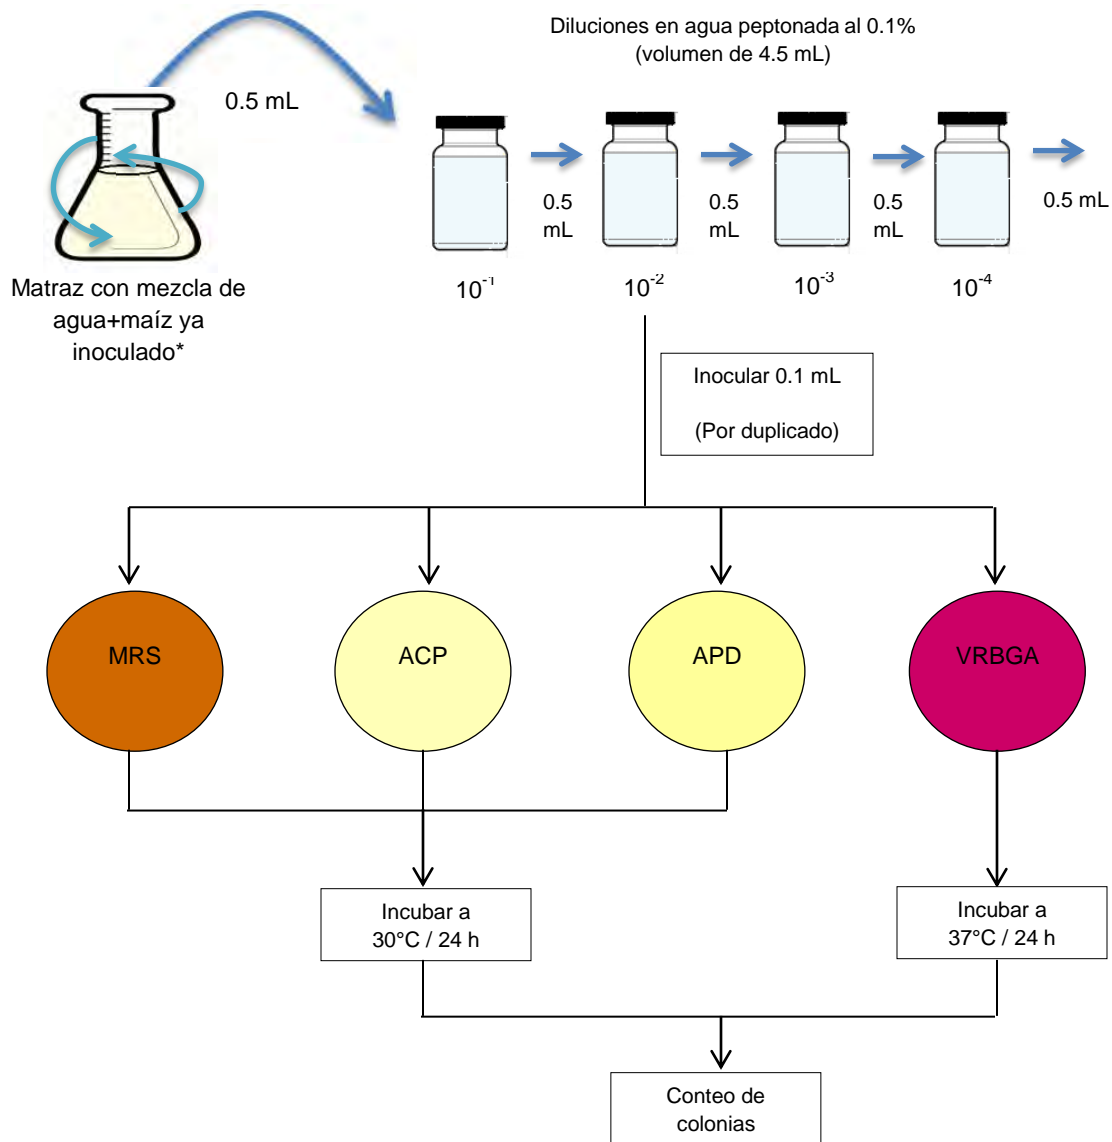 Diluciones en agua peptonada al 0.1%
(volumen de 4.5 mL)
0.5 mL
0.5
mL
0.5
mL
0.5
mL
0.5 mL
Matraz con mezcla de
agua+maíz ya
inoculado*
10⁻¹
10⁻²
10⁻³
10⁻⁴
Inocular 0.1 mL
(Por duplicado)
MRS
ACP
APD
VRBGA
Incubar a
30°C / 24 h
Incubar a
37°C / 24 h
Conteo de
colonias